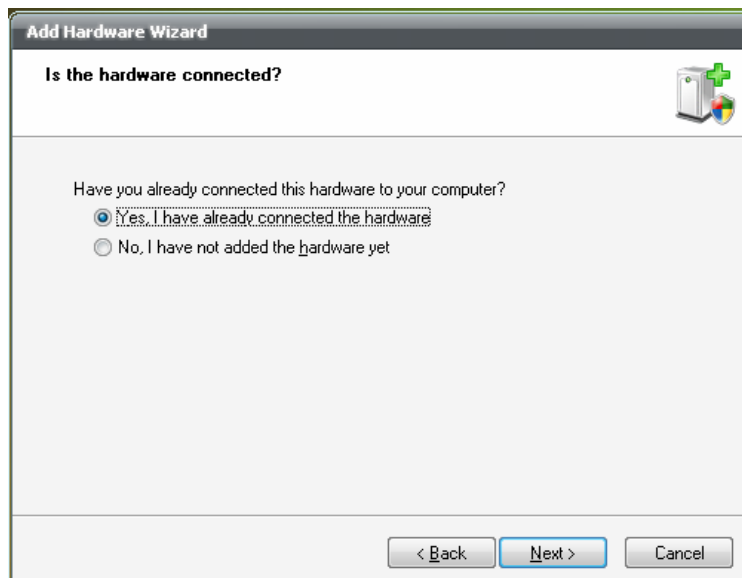 Add Hardware Wizard
Is the hardware connected?
Have you already connected this hardware to your computer?
Yes, I have already connected the hardware
No, I have not added the hardware yet
< Back Next > Cancel